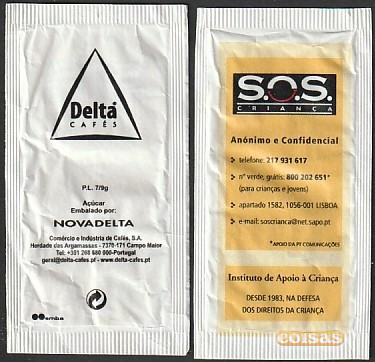 Delta
CAFÉS
P.L. 7/9g
Açúcar
Embalado por:
NOVADELTA
Comércio e Indústria de Cafés, S.A.
Herdade das Argamassas - 7370-171 Campo Maior
Tel: +351 268 680 000-Portugal
geral@delta-cafes.pt - www.delta-cafes.pt
emba
S.O.S.
CRIANÇA
Anónimo e Confidencial
telefone: 217 931 617
nº verde, grátis: 800 202 651*
(para crianças e jovens)
apartado 1582, 1056-001 LISBOA
e-mail: soscrianca@net.sapo.pt
*APOIO DA PT COMUNICAÇÕES
Instituto de Apoio à Criança
DESDE 1983, NA DEFESA
DOS DIREITOS DA CRIANÇA
coisas